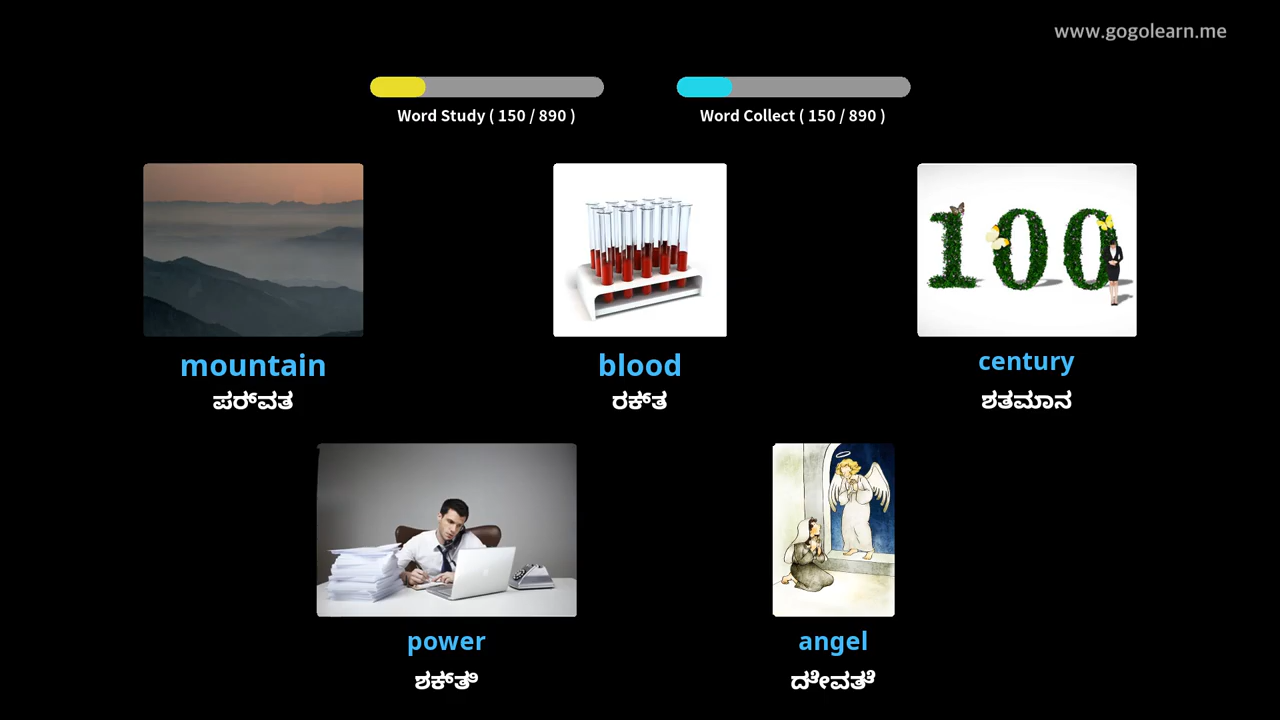 www.gogolearn.me
Word Study ( 150 / 890 )
Word Collect ( 150 / 890 )
mountain
ಪರ್ವತ
blood
ರಕ್ತ
century
ಶತಮಾನ
power
ಶಕ್ತಿ
angel
ದೇವತೆ